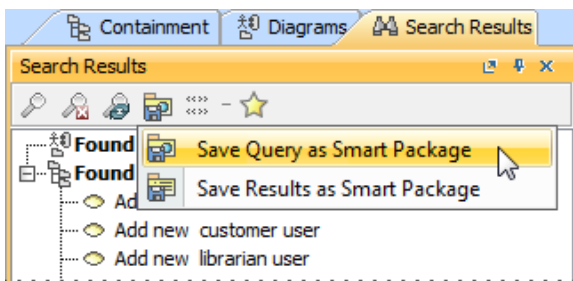 Containment Diagrams Search Results
Search Results
Found
Save Query as Smart Package
Found
Save Results as Smart Package
Ad
Add new customer user
Add new librarian user